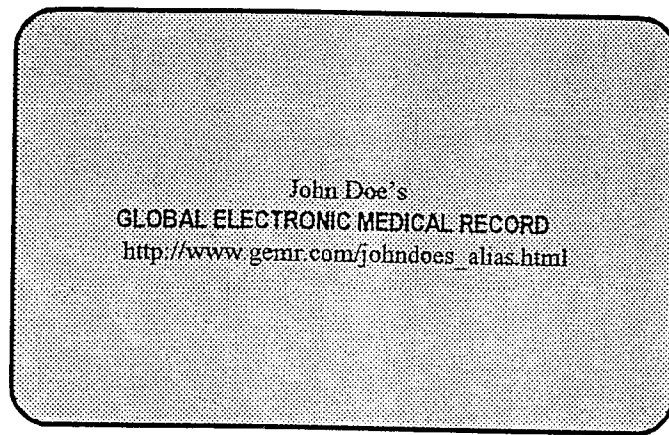 John Doe's
GLOBAL ELECTRONIC MEDICAL RECORD
http://www.gemr.com/johndoes_alias.html